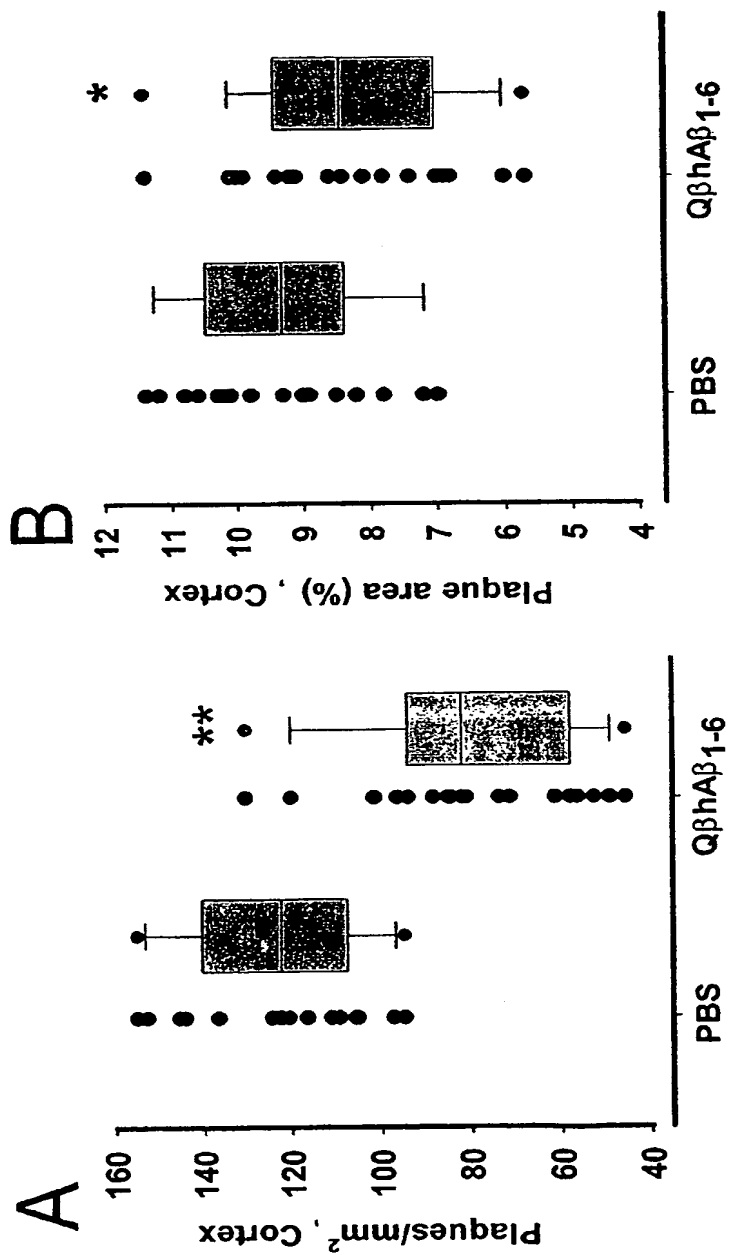 A
Plaques/mm², Cortex
160
140
120
100
80
60
40
**
PBS
QβhAβ1-6
B
Plaque area (%) , Cortex
12
11
10
9
8
7
6
5
4
*
PBS
QβhAβ1-6